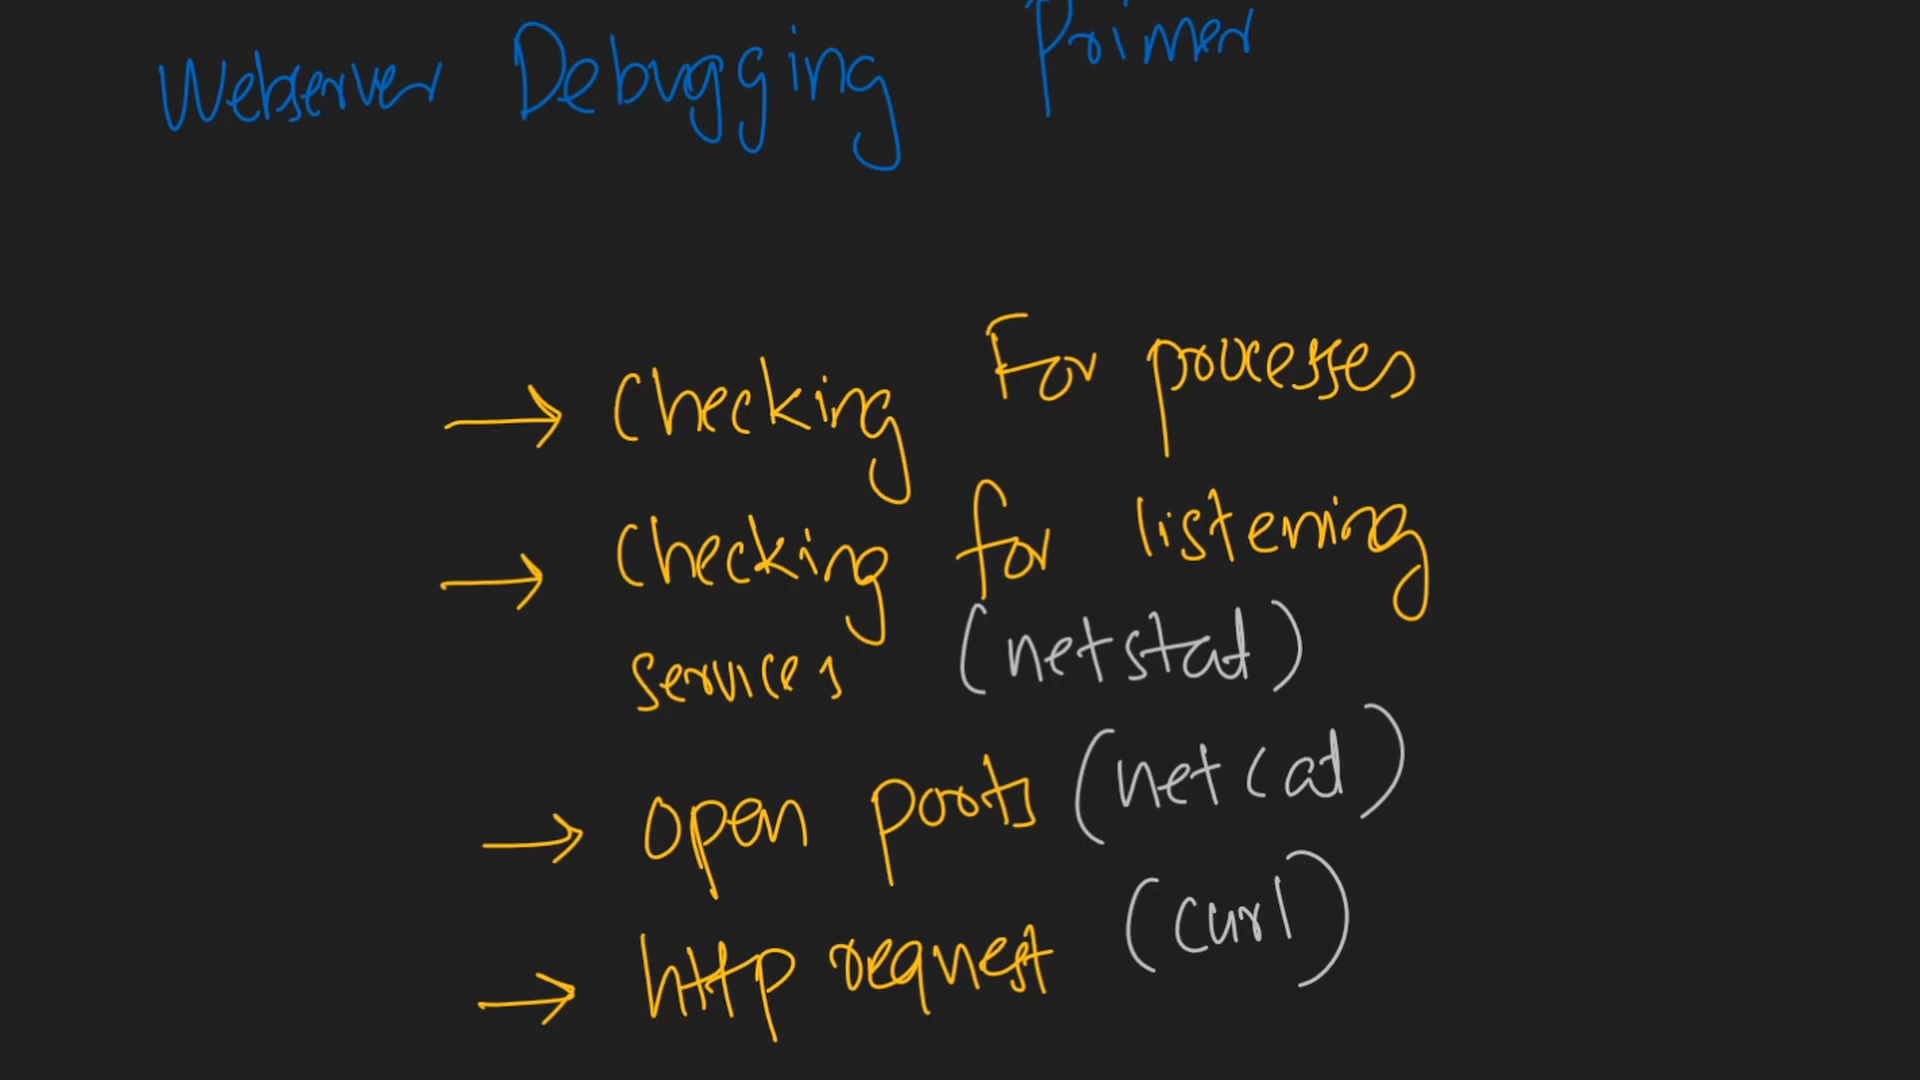 Webserver Debugging Primer
→ Checking For processes
→ Checking for listening
services (netstat)
→ open ports (netcat)
→ http request (curl)